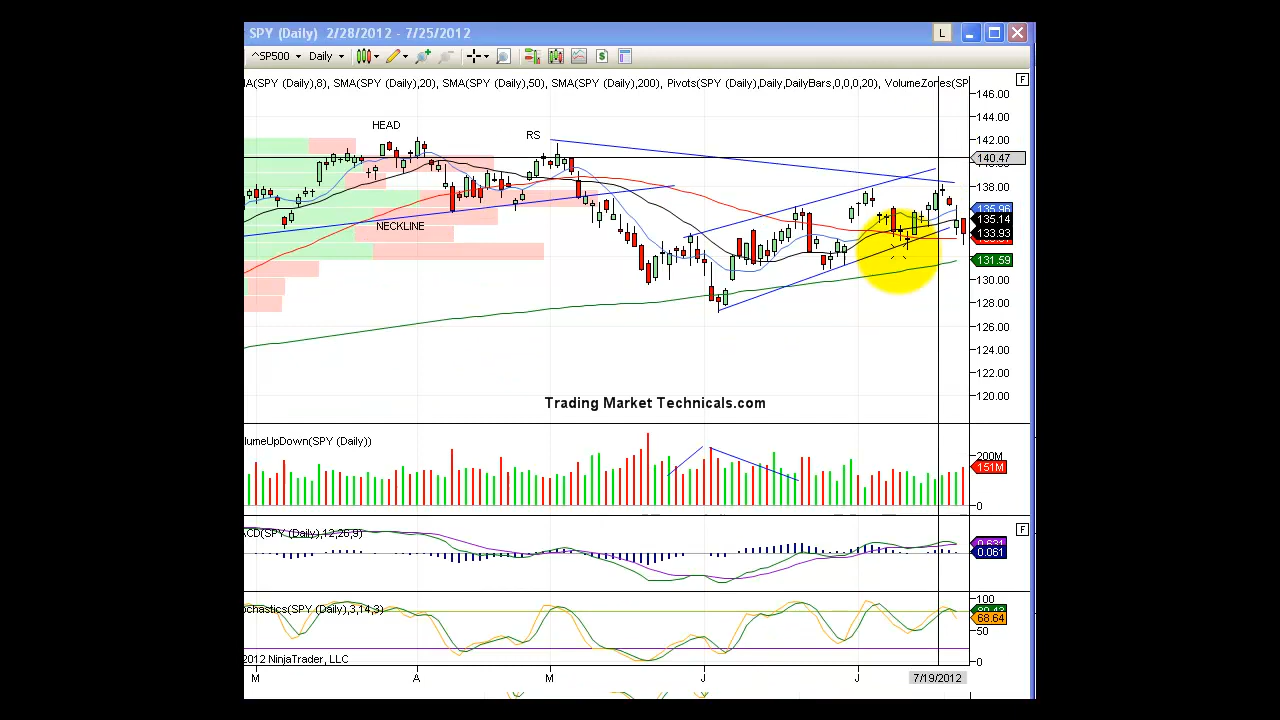 SPY (Daily) 2/28/2012 - 7/25/2012
L
^SP500 Daily
F
(SPY (Daily),8), SMA(SPY (Daily),20), SMA(SPY (Daily),50), SMA(SPY (Daily),200), Pivots(SPY (Daily),Daily,DailyBars,0,0,0,20), VolumeZones(SP
146.00
144.00
HEAD
RS
142.00
140.47
138.00
135.96
135.14
NECKLINE
133.93
131.59
130.00
128.00
126.00
124.00
122.00
120.00
Trading Market Technicals.com
lumeUpDown(SPY (Daily))
200M
151M
0
F
CD(SPY (Daily),12,26,9)
0.631
0.061
100
ochastics(SPY (Daily),3,14,3)
68.64
50
2012 NinjaTrader, LLC
0
M A M J J 7/19/2012